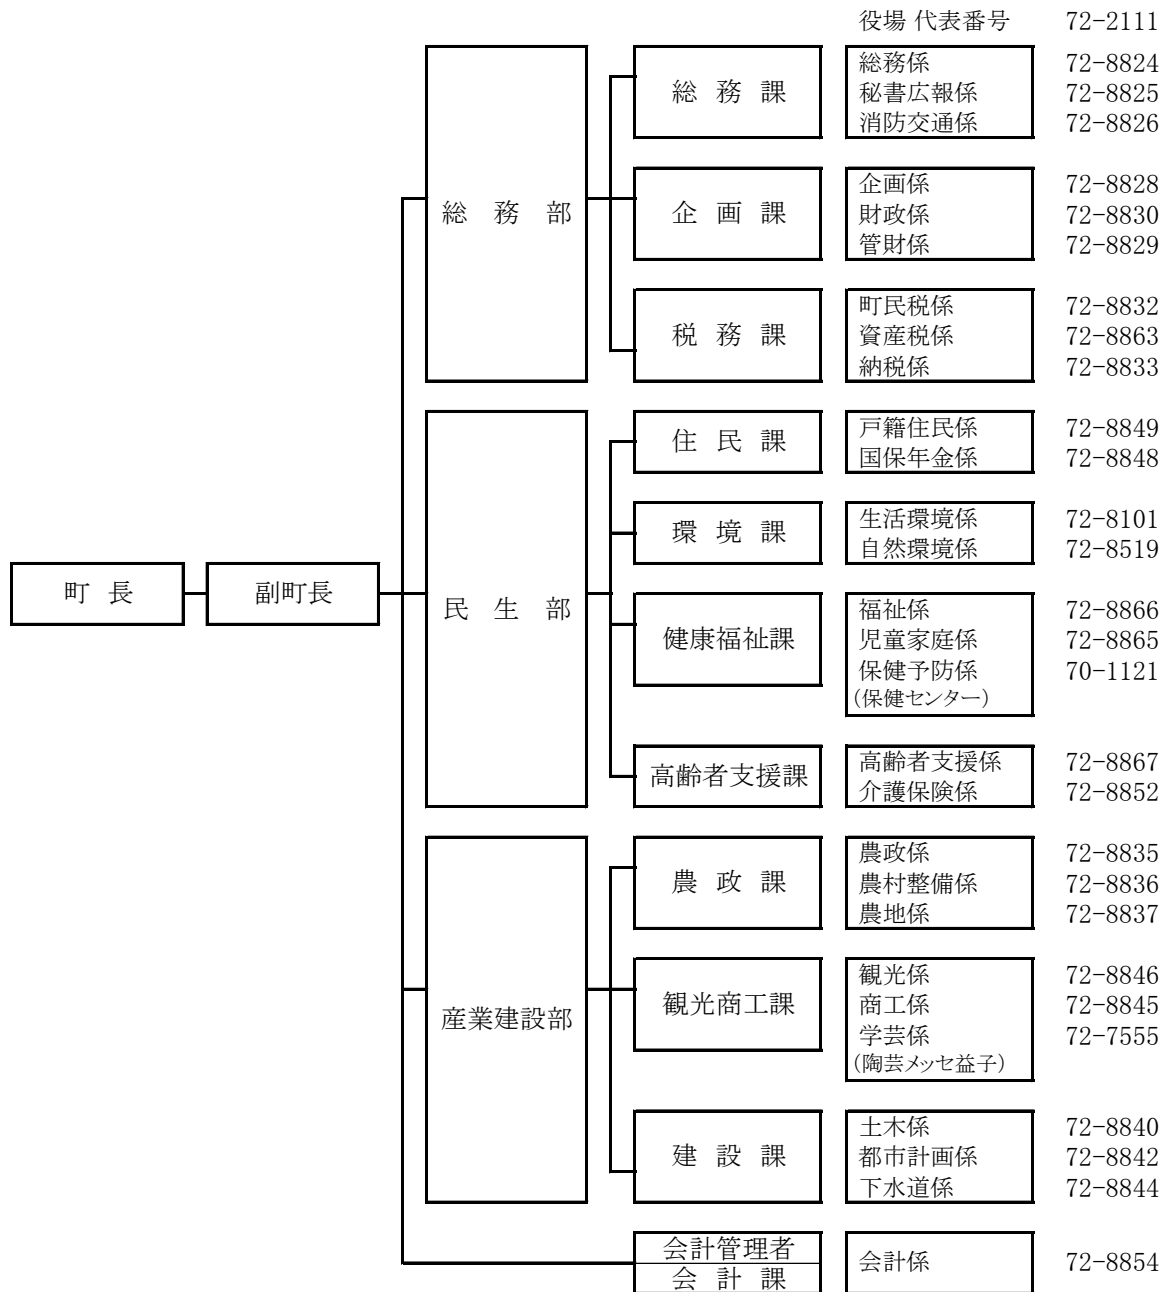 役場 代表番号 72-2111
総務部
総務課
総務係 72-8824
秘書広報係 72-8825
消防交通係 72-8826
企画課
企画係 72-8828
財政係 72-8830
管財係 72-8829
税務課
町民税係 72-8832
資産税係 72-8863
納税係 72-8833
町長
副町長
民生部
住民課
戸籍住民係 72-8849
国保年金係 72-8848
環境課
生活環境係 72-8101
自然環境係 72-8519
健康福祉課
福祉係 72-8866
児童家庭係 72-8865
保健予防係 70-1121
(保健センター)
高齢者支援課
高齢者支援係 72-8867
介護保険係 72-8852
産業建設部
農政課
農政係 72-8835
農村整備係 72-8836
農地係 72-8837
観光商工課
観光係 72-8846
商工係 72-8845
学芸係 72-7555
(陶芸メッセ益子)
建設課
土木係 72-8840
都市計画係 72-8842
下水道係 72-8844
会計管理者
会計課
会計係 72-8854